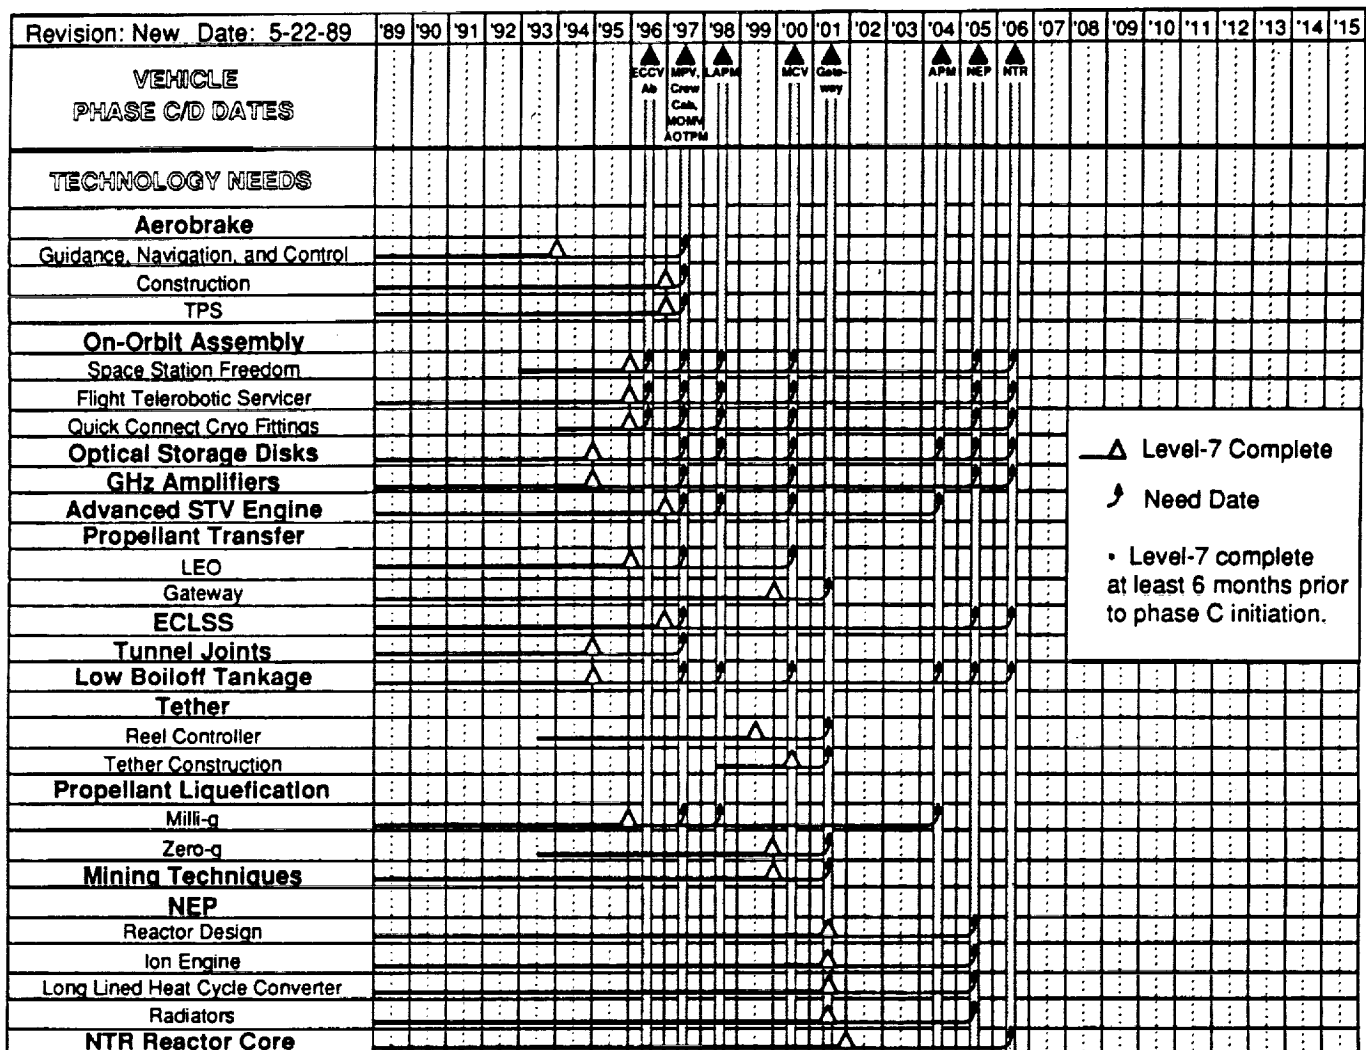 Revision: New Date: 5-22-89 '89 '90 '91 '92 '93 '94 '95 '96 '97 '98 '99 '00 '01 '02 '03 '04 '05 '06 '07 '08 '09 '10 '11 '12 '13 '14 '15
VEHICLE
PHASE C/D DATES
ECCV
Ab
MPV,
Crew
Cab,
MOMV
AOTPM
LAPM
MCV
Gate-
way
APM
NEP
NTR
TECHNOLOGY NEEDS
Aerobrake
Guidance, Navigation, and Control
Construction
TPS
On-Orbit Assembly
Space Station Freedom
Flight Telerobotic Servicer
Quick Connect Cryo Fittings
Optical Storage Disks
GHz Amplifiers
Advanced STV Engine
Propellant Transfer
LEO
Gateway
ECLSS
Tunnel Joints
Low Boiloff Tankage
Tether
Reel Controller
Tether Construction
Propellant Liquefication
Milli-g
Zero-g
Mining Techniques
NEP
Reactor Design
Ion Engine
Long Lined Heat Cycle Converter
Radiators
NTR Reactor Core
Level-7 Complete
Need Date
• Level-7 complete
at least 6 months prior
to phase C initiation.